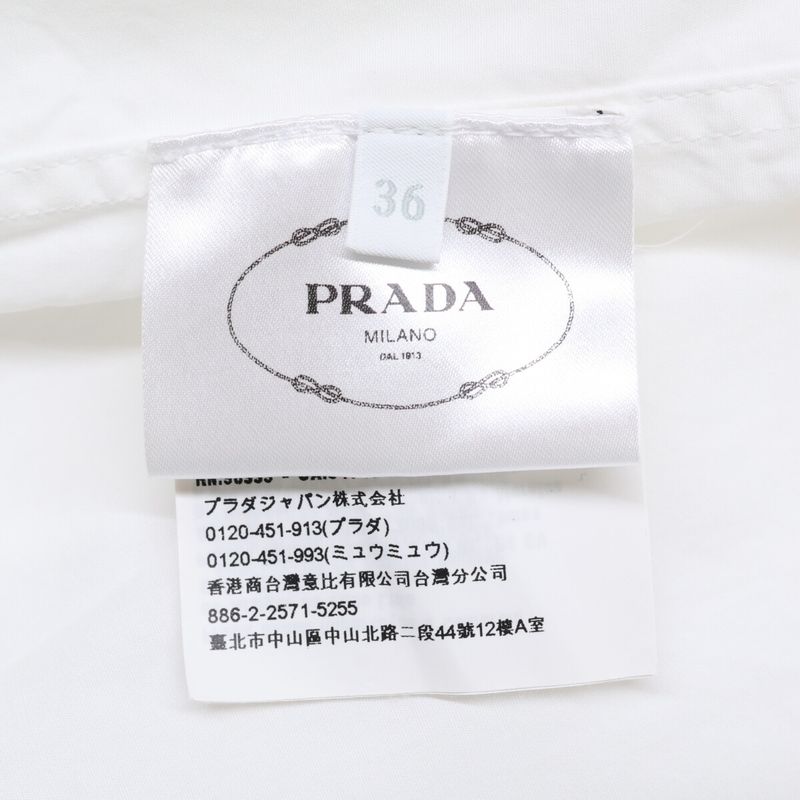 36
PRADA
MILANO
DAL 1913
プラダジャパン株式会社
0120-451-913(プラダ)
0120-451-993(ミュウミュウ)
香港商台灣意比有限公司台灣分公司
886-2-2571-5255
臺北市中山區中山北路二段44號12樓A室